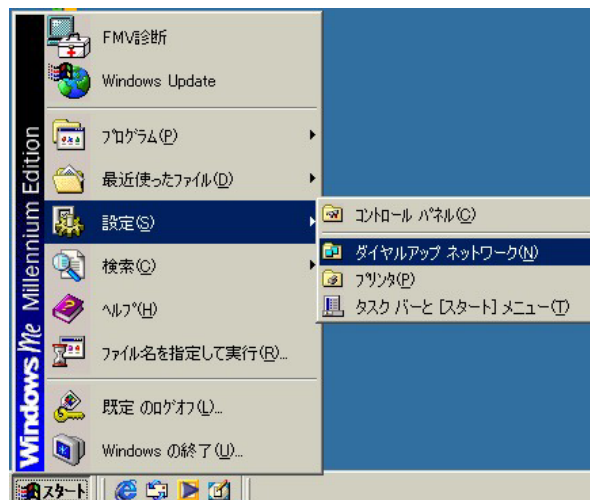 FMV診断
Windows Update
プログラム(P)
最近使ったファイル(D)
設定(S)
検索(C)
ヘルプ(H)
ファイル名を指定して実行(R)...
既定 のログオフ(L)...
Windows の終了(U)...
コントロール パネル(C)
ダイヤルアップ ネットワーク(N)
プリンタ(P)
タスク バーと [スタート] メニュー(T)
Windows Me Millennium Edition
スタート